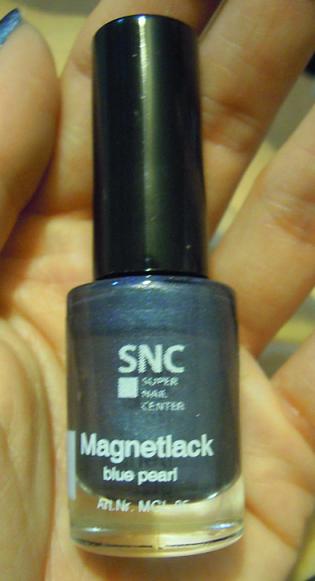 SNC
SUPER
NAIL
CENTER
Magnetlack
blue pearl
Art.Nr.